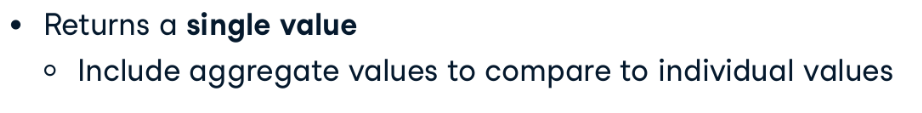 • Returns a single value
○ Include aggregate values to compare to individual values